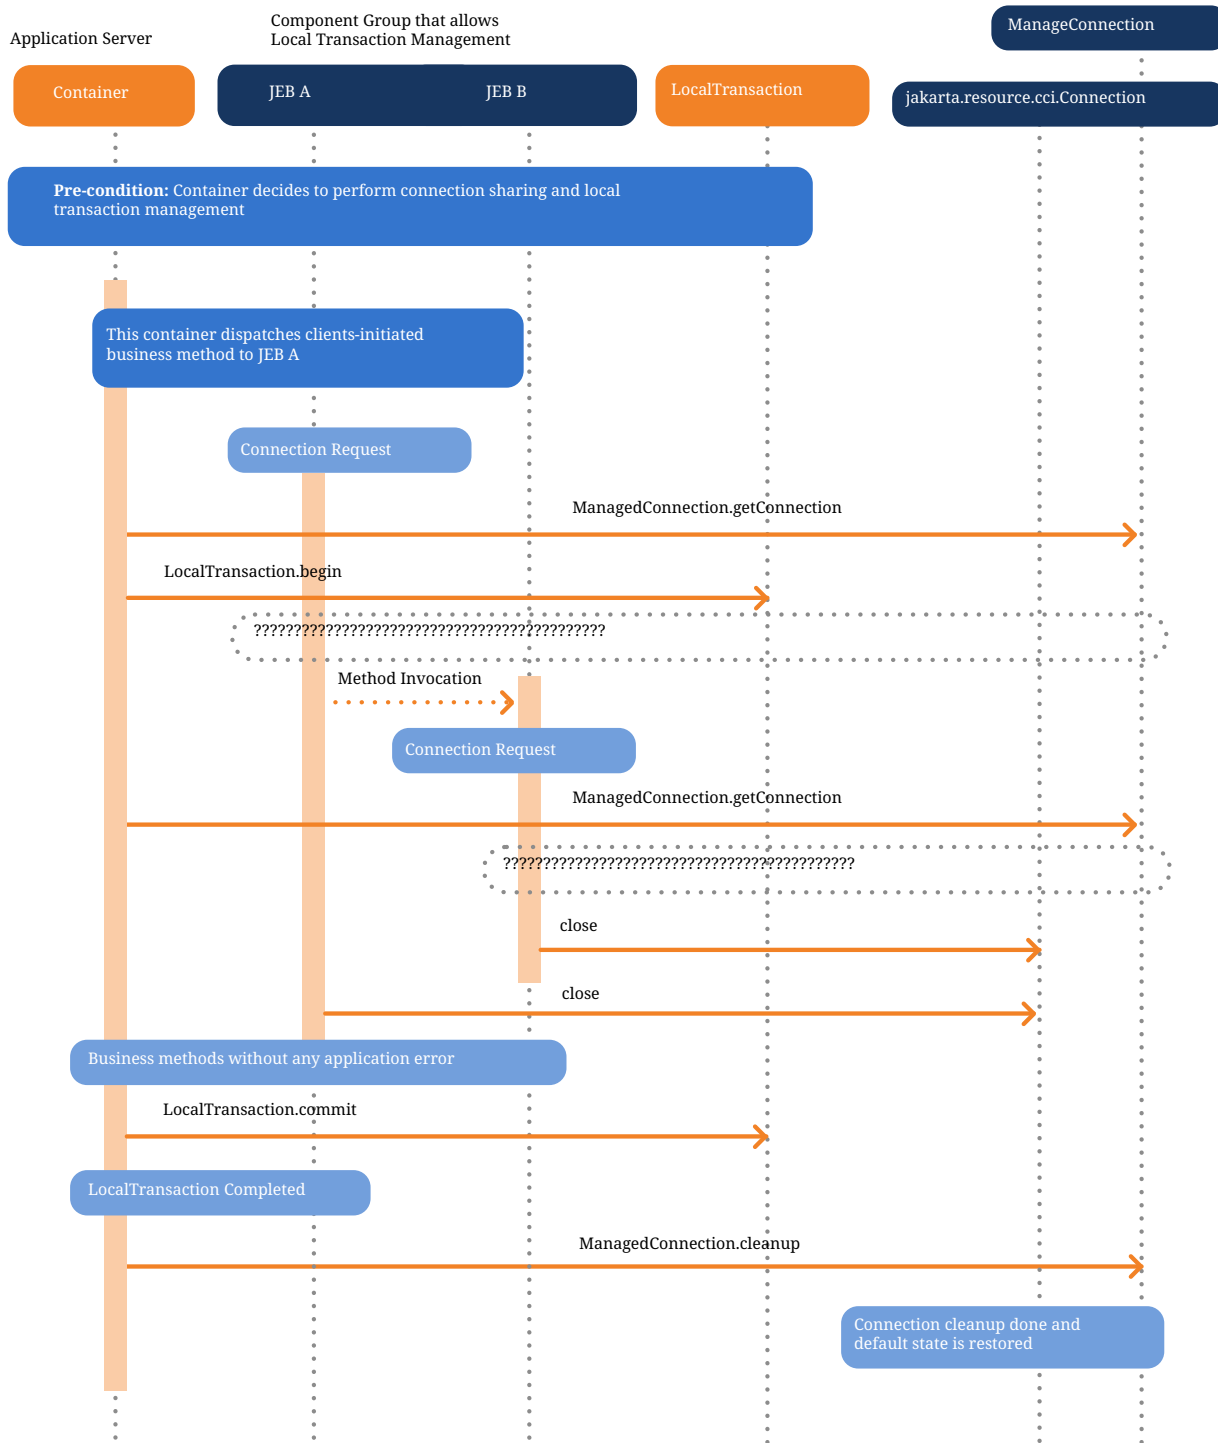 Component Group that allows
Local Transaction Management
Application Server
ManageConnection
Container
JEB A
JEB B
LocalTransaction
jakarta.resource.cci.Connection
Pre-condition: Container decides to perform connection sharing and local
transaction management
This container dispatches clients-initiated
business method to JEB A
Connection Request
ManagedConnection.getConnection
LocalTransaction.begin
????????????????????????????????????????????
Method Invocation
Connection Request
ManagedConnection.getConnection
????????????????????????????????????????????
close
close
Business methods without any application error
LocalTransaction.commit
LocalTransaction Completed
ManagedConnection.cleanup
Connection cleanup done and
default state is restored